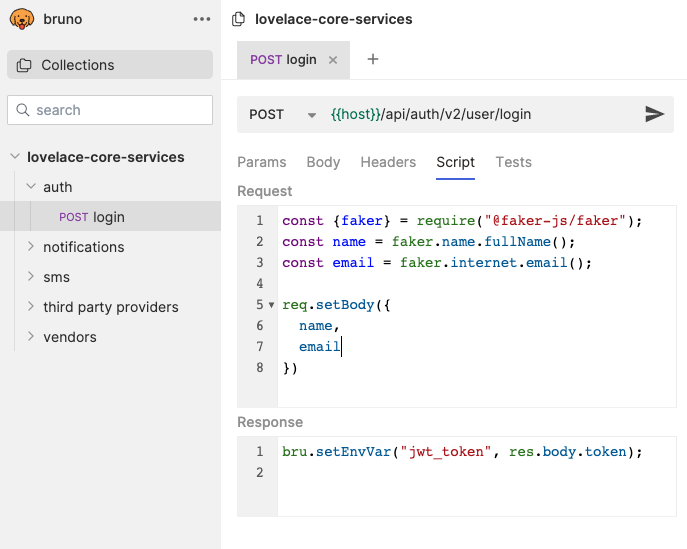 bruno
Collections
search
lovelace-core-services
auth
POST login
notifications
sms
third party providers
vendors
lovelace-core-services
POST login
POST {{host}}/api/auth/v2/user/login
Params Body Headers Script Tests
Request
1 const {faker} = require("@faker-js/faker");
2 const name = faker.name.fullName();
3 const email = faker.internet.email();
4
5 req.setBody({
6 name,
7 email
8 })
Response
1 bru.setEnvVar("jwt_token", res.body.token);
2